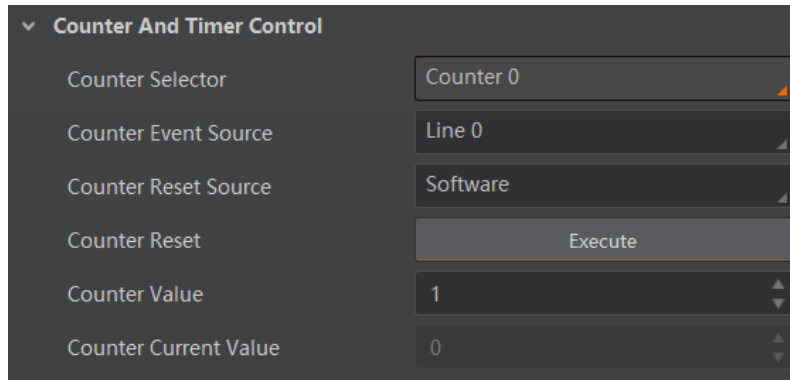 Counter And Timer Control
Counter Selector Counter 0
Counter Event Source Line 0
Counter Reset Source Software
Counter Reset Execute
Counter Value 1
Counter Current Value 0